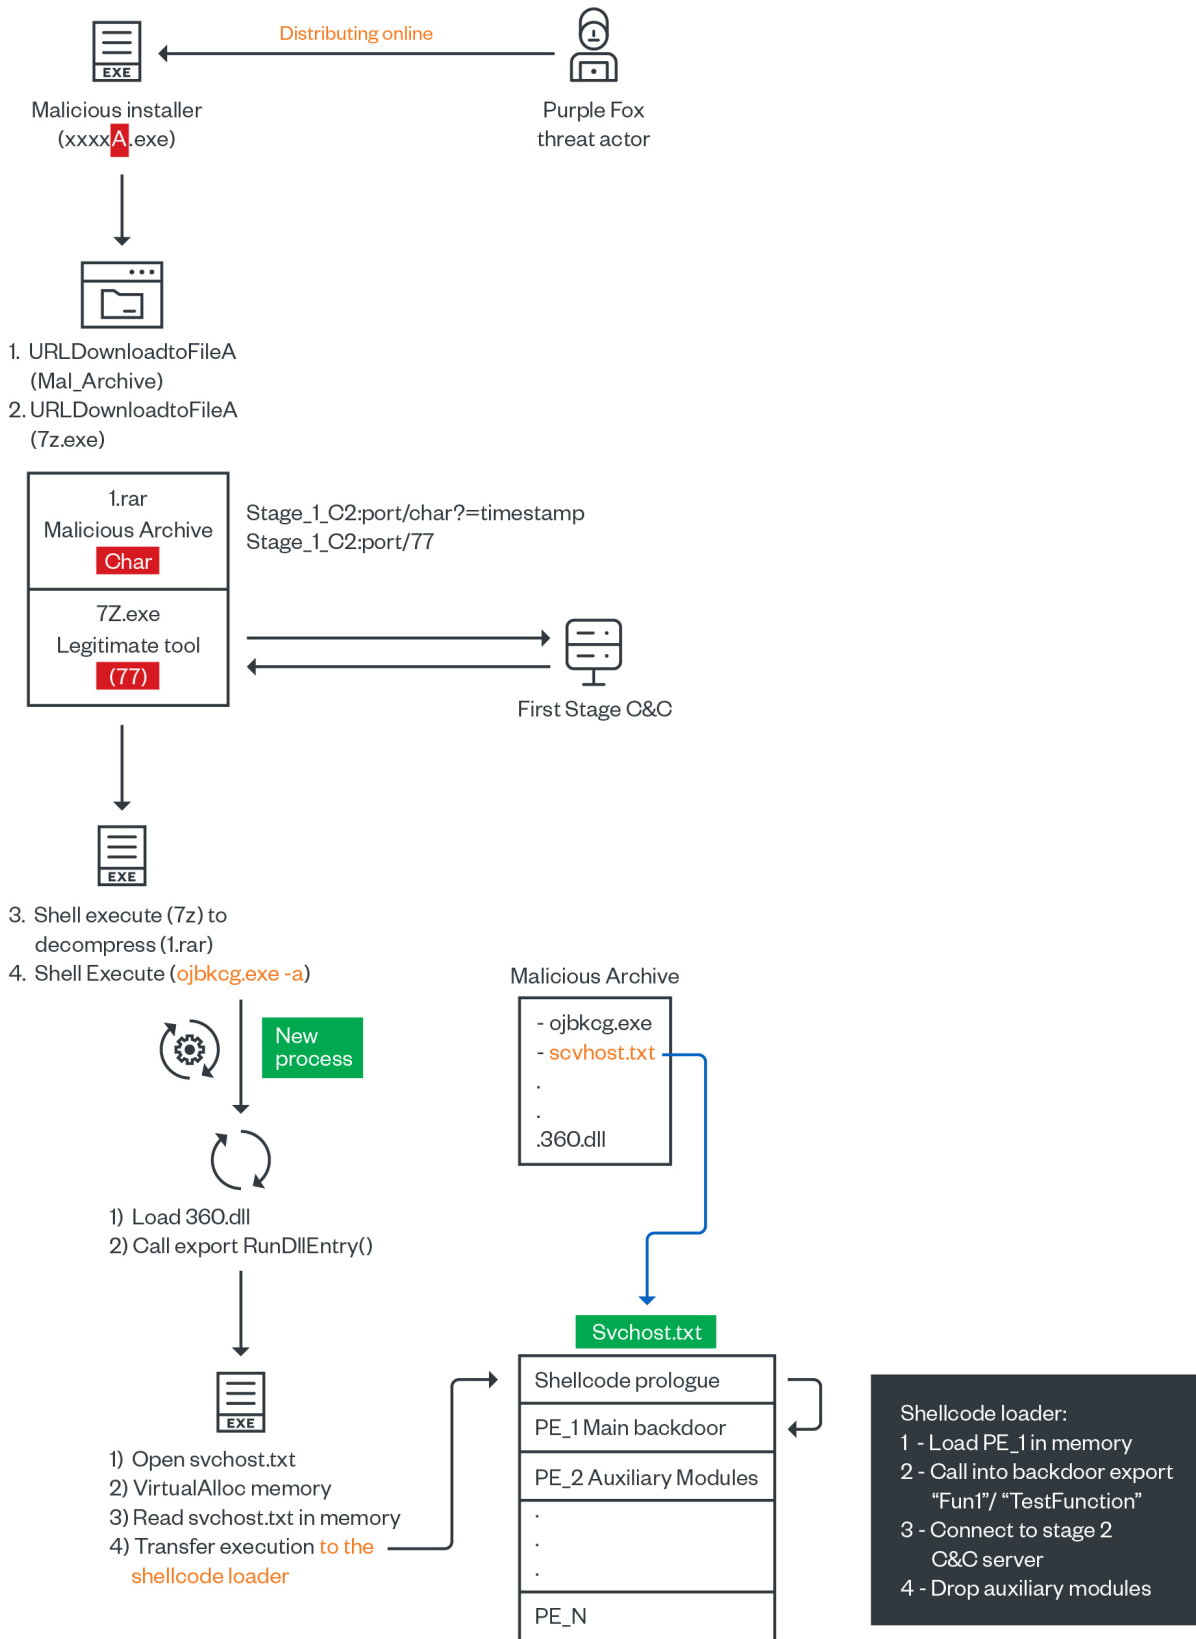 Distributing online
EXE
Malicious installer
(xxxxA.exe)
Purple Fox
threat actor
1. URLDownloadtoFileA
(Mal_Archive)
2. URLDownloadtoFileA
(7z.exe)
1.rar
Malicious Archive
Char
Stage_1_C2:port/char?=timestamp
Stage_1_C2:port/77
7Z.exe
Legitimate tool
(77)
First Stage C&C
EXE
3. Shell execute (7z) to
decompress (1.rar)
4. Shell Execute (ojbkcg.exe -a)
New
process
Malicious Archive
- ojbkcg.exe
- scvhost.txt
.
.
.360.dll
1) Load 360.dll
2) Call export RunDllEntry()
EXE
1) Open svchost.txt
2) VirtualAlloc memory
3) Read svchost.txt in memory
4) Transfer execution to the
shellcode loader
Svchost.txt
Shellcode prologue
PE_1 Main backdoor
PE_2 Auxiliary Modules
.
.
.
PE_N
Shellcode loader:
1 - Load PE_1 in memory
2 - Call into backdoor export
“Fun1”/ “TestFunction”
3 - Connect to stage 2
C&C server
4 - Drop auxiliary modules